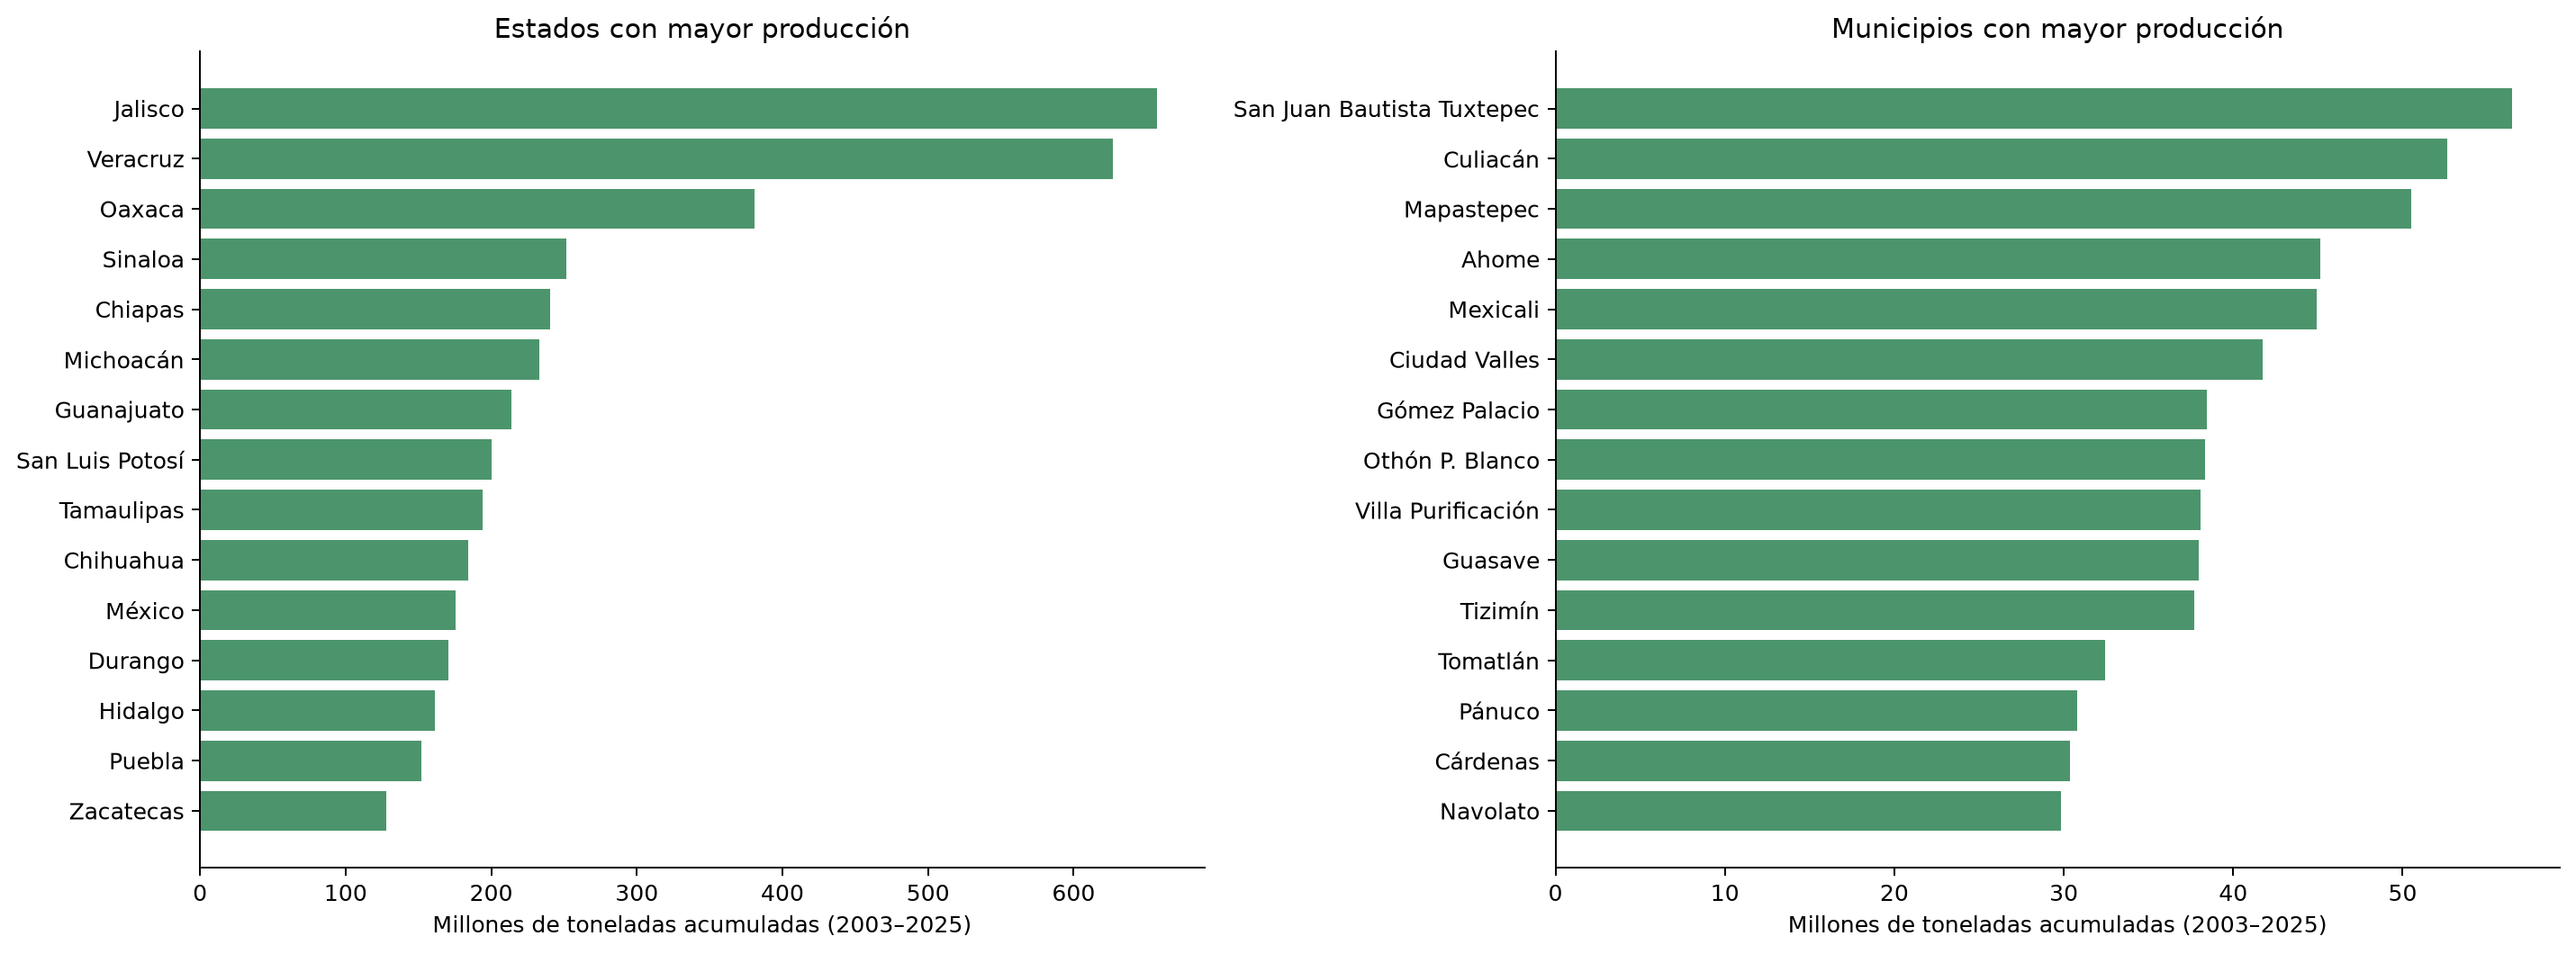 Estados con mayor producción
Jalisco
Veracruz
Oaxaca
Sinaloa
Chiapas
Michoacán
Guanajuato
San Luis Potosí
Tamaulipas
Chihuahua
México
Durango
Hidalgo
Puebla
Zacatecas
0 100 200 300 400 500 600
Millones de toneladas acumuladas (2003–2025)
Municipios con mayor producción
San Juan Bautista Tuxtepec
Culiacán
Mapastepec
Ahome
Mexicali
Ciudad Valles
Gómez Palacio
Othón P. Blanco
Villa Purificación
Guasave
Tizimín
Tomatlán
Pánuco
Cárdenas
Navolato
0 10 20 30 40 50
Millones de toneladas acumuladas (2003–2025)